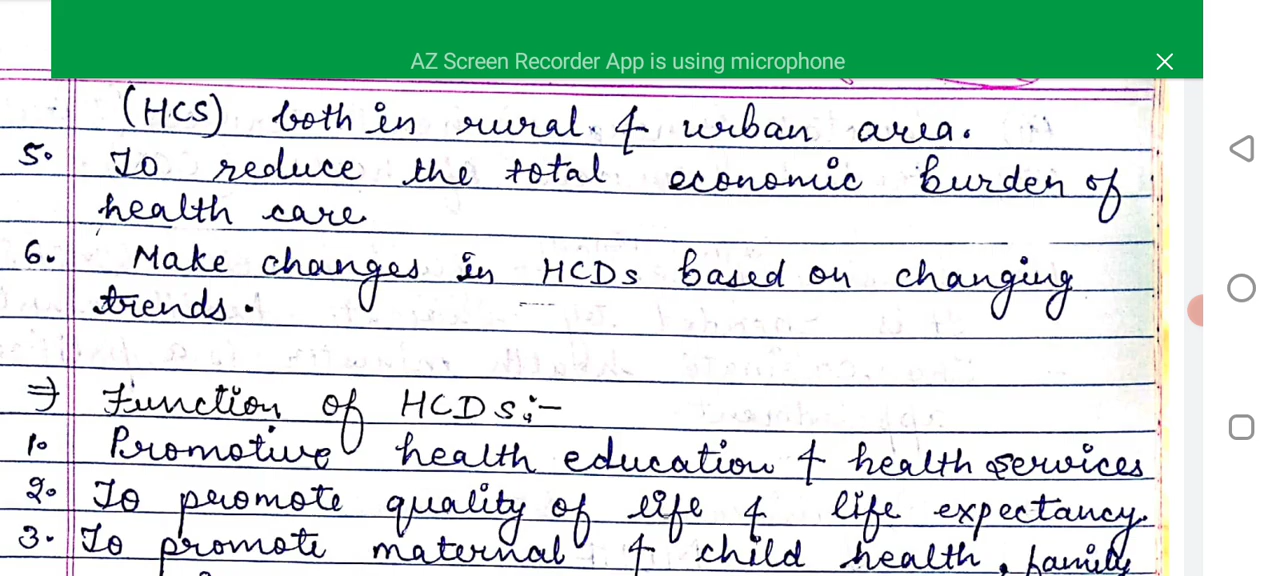 AZ Screen Recorder App is using microphone
(HCS) both in rural & urban area.
5. To reduce the total economic burden of
health care
6. Make changes in HCDs based on changing
trends.
⇒ Function of HCDs:-
1. Promotive health education & health services
2. To promote quality of life & life expectancy.
3. To promote maternal & child health, family